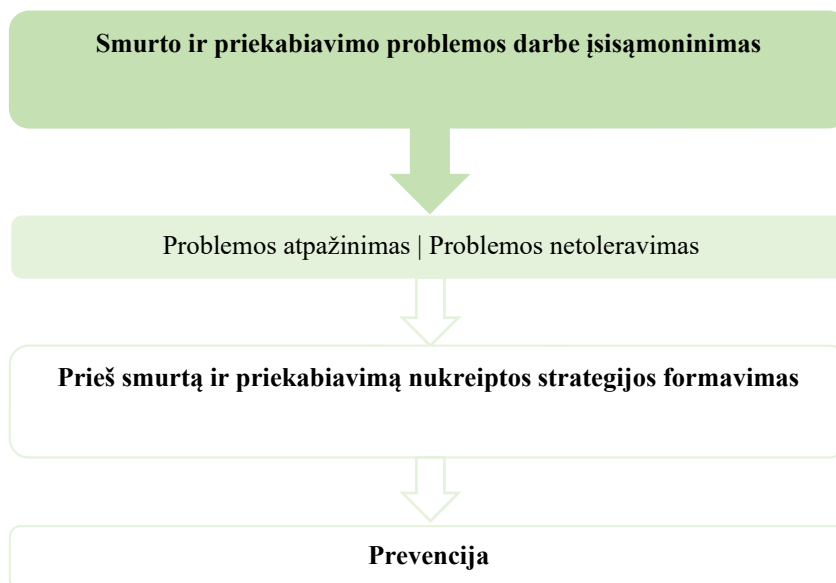 Smurto ir priekabiavimo problemos darbe įsisąmoninimas
Problemos atpažinimas | Problemos netoleravimas
Prieš smurtą ir priekabiavimą nukreiptos strategijos formavimas
Prevencija